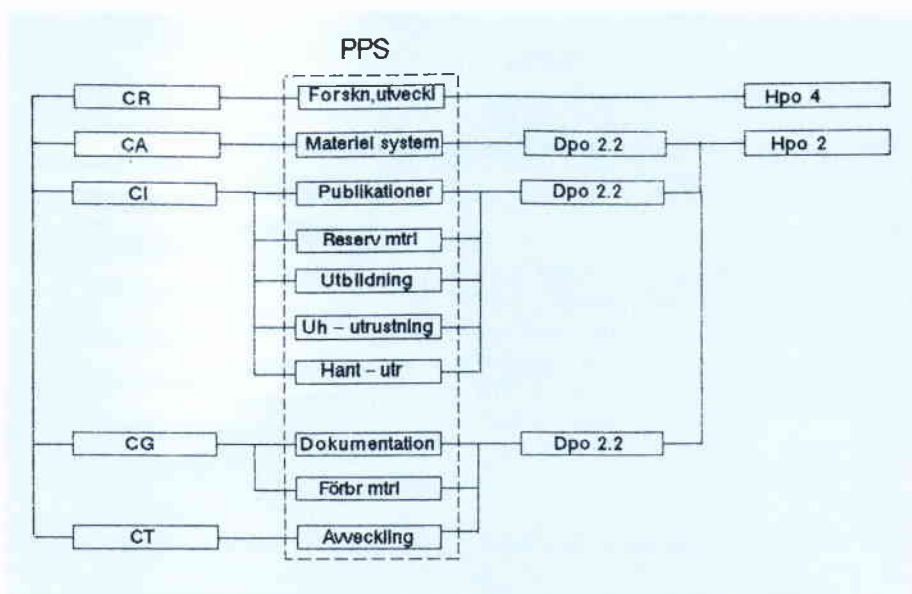 PPS
CR Forskn,utveckl Hpo 4
CA Materiel system Dpo 2.2 Hpo 2
CI Publikationer Dpo 2.2
Reserv mtrl
Utbildning
Uh – utrustning
Hant – utr
CG Dokumentation Dpo 2.2
Förbr mtrl
CT Avveckling